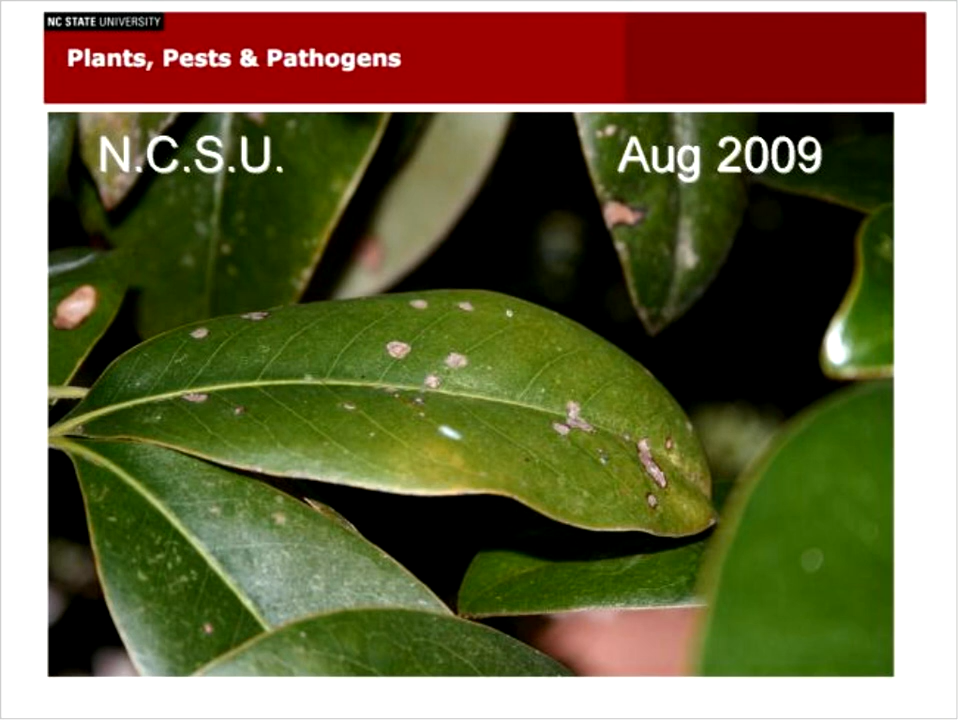 NC STATE UNIVERSITY
Plants, Pests & Pathogens
N.C.S.U.
Aug 2009